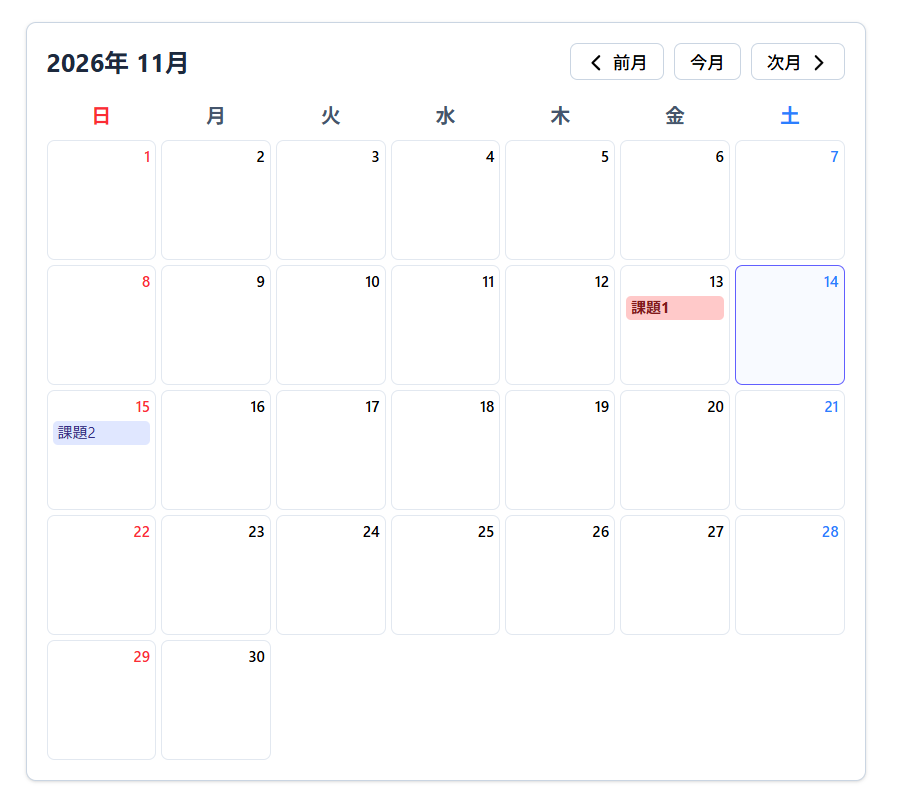 2026年 11月
前月 今月 次月
日 月 火 水 木 金 土
1 2 3 4 5 6 7
8 9 10 11 12 13 14
課題1
15 16 17 18 19 20 21
課題2
22 23 24 25 26 27 28
29 30